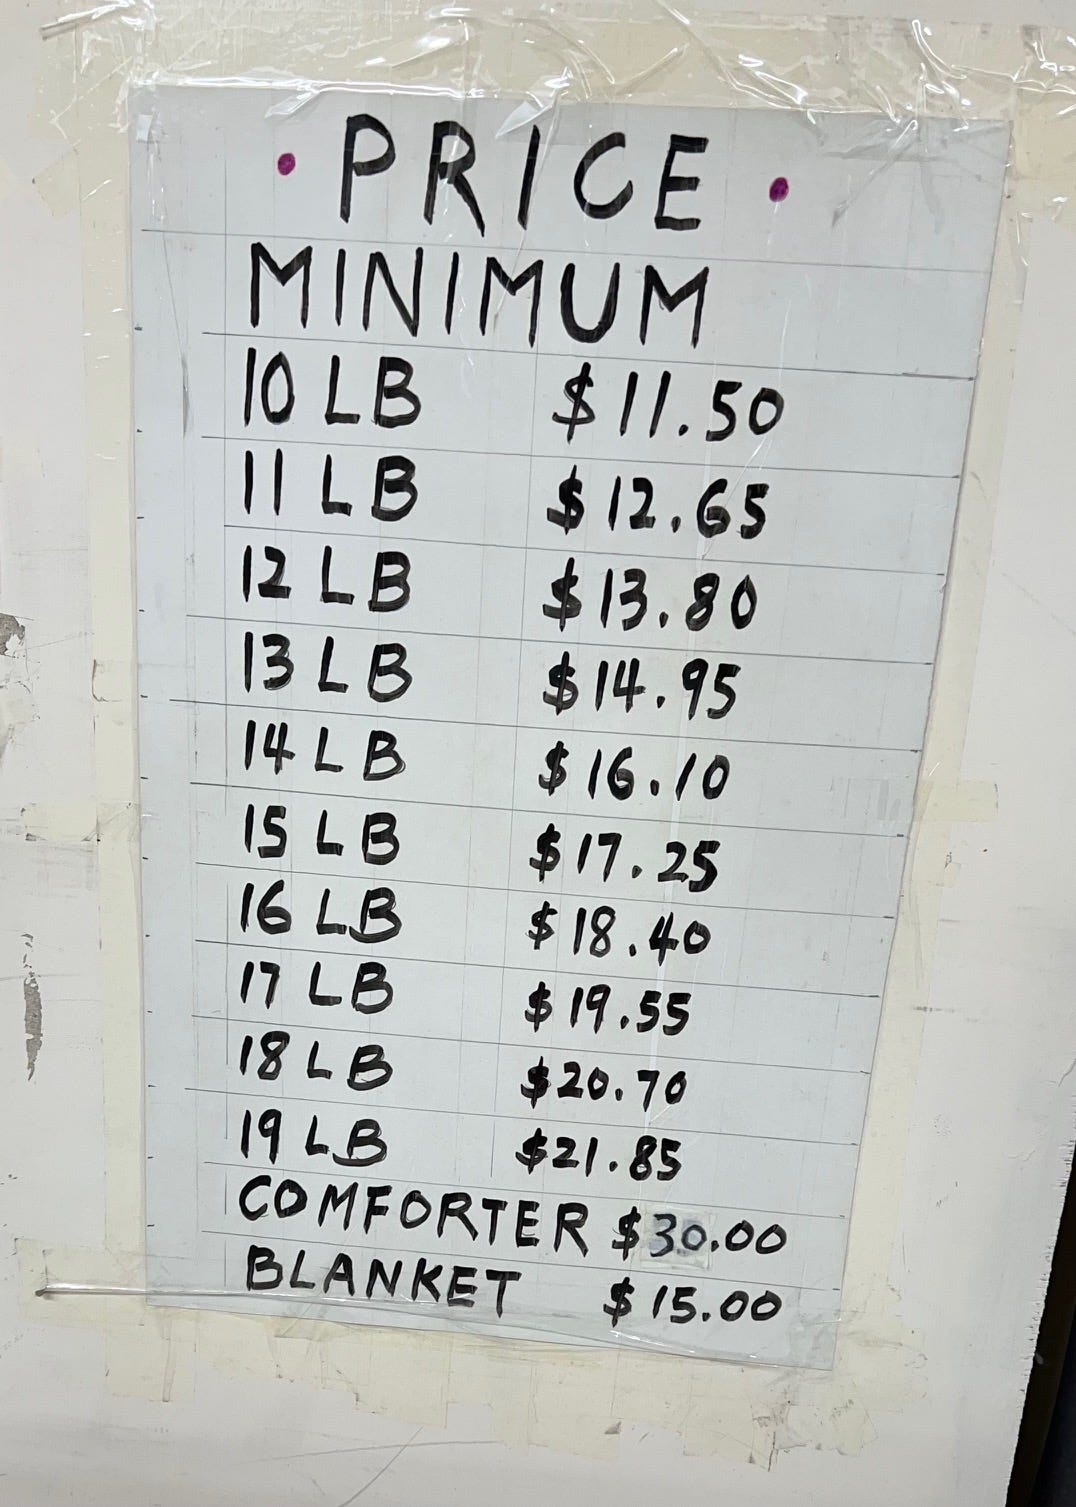 • PRICE •
MINIMUM
10 LB $11.50
11 LB $12.65
12 LB $13.80
13 LB $14.95
14 LB $16.10
15 LB $17.25
16 LB $18.40
17 LB $19.55
18 LB $20.70
19 LB $21.85
COMFORTER $30.00
BLANKET $15.00